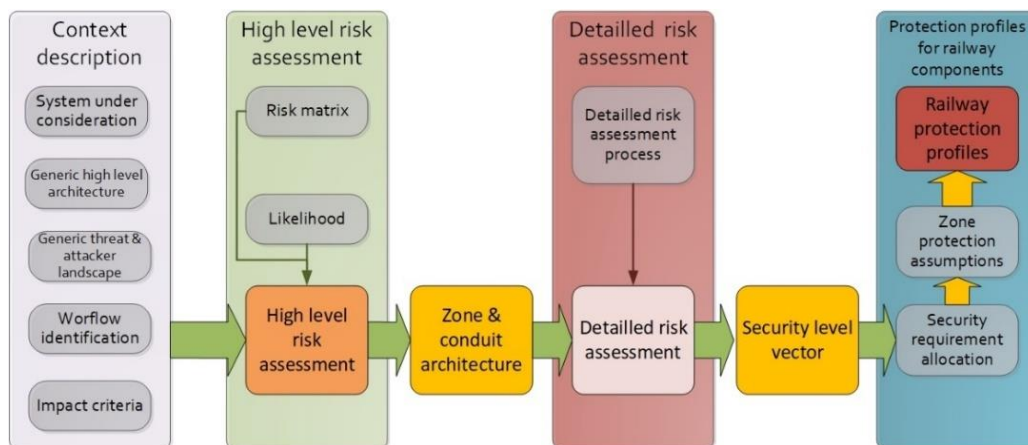 Context
description
System under
consideration
Generic high level
architecture
Generic threat &
attacker
landscape
Worflow
identification
Impact criteria
High level risk
assessment
Risk matrix
Likelihood
High level
risk
assessment
Zone &
conduit
architecture
Detailled risk
assessment
Detailled risk
assessment
process
Detailled risk
assessment
Security level
vector
Protection profiles
for railway
components
Railway
protection
profiles
Zone
protection
assumptions
Security
requirement
allocation